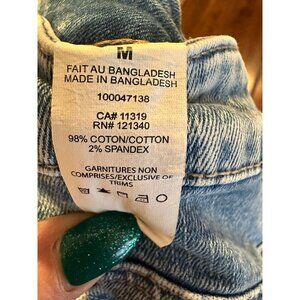 M
FAIT AU BANGLADESH
MADE IN BANGLADESH
100047138
CA# 11319
RN# 121340
98% COTON/COTTON
2% SPANDEX
GARNITURES NON
COMPRISES/EXCLUSIVE OF
TRIMS